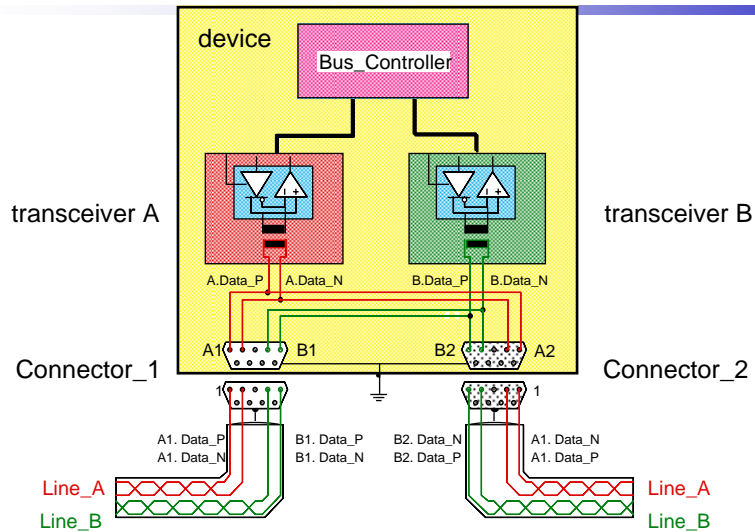 device
Bus_Controller
transceiver A
transceiver B
A.Data_P A.Data_N B.Data_P B.Data_N
A1 B1 B2 A2
Connector_1 Connector_2
1 1
A1. Data_P B1. Data_P B2. Data_N A1. Data_N
A1. Data_N B1. Data_N B2. Data_P A1. Data_P
Line_A Line_A
Line_B Line_B